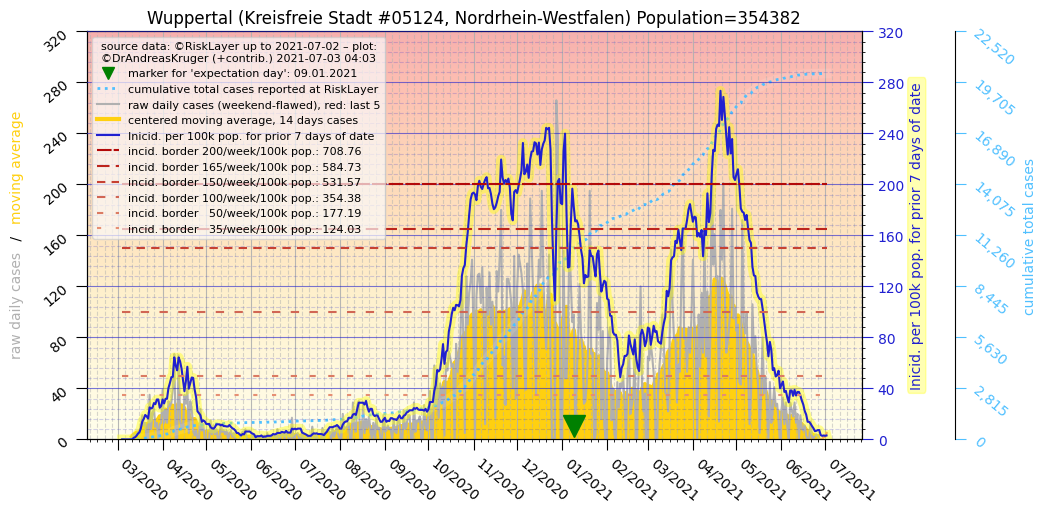 Wuppertal (Kreisfreie Stadt #05124, Nordrhein-Westfalen) Population=354382
source data: ©RiskLayer up to 2021-07-02 – plot:
©DrAndreasKruger (+contrib.) 2021-07-03 04:03
marker for 'expectation day': 09.01.2021
cumulative total cases reported at RiskLayer
raw daily cases (weekend-flawed), red: last 5
centered moving average, 14 days cases
Inicid. per 100k pop. for prior 7 days of date
incid. border 200/week/100k pop.: 708.76
incid. border 165/week/100k pop.: 584.73
incid. border 150/week/100k pop.: 531.57
incid. border 100/week/100k pop.: 354.38
incid. border   50/week/100k pop.: 177.19
incid. border   35/week/100k pop.: 124.03
raw daily cases   /   moving average
320
280
240
200
160
120
80
40
0
03/2020
04/2020
05/2020
06/2020
07/2020
08/2020
09/2020
10/2020
11/2020
12/2020
01/2021
02/2021
03/2021
04/2021
05/2021
06/2021
07/2021
320
280
240
200
160
120
80
40
0
Inicid. per 100k pop. for prior 7 days of date
22,520
19,705
16,890
14,075
11,260
8,445
5,630
2,815
0
cumulative total cases